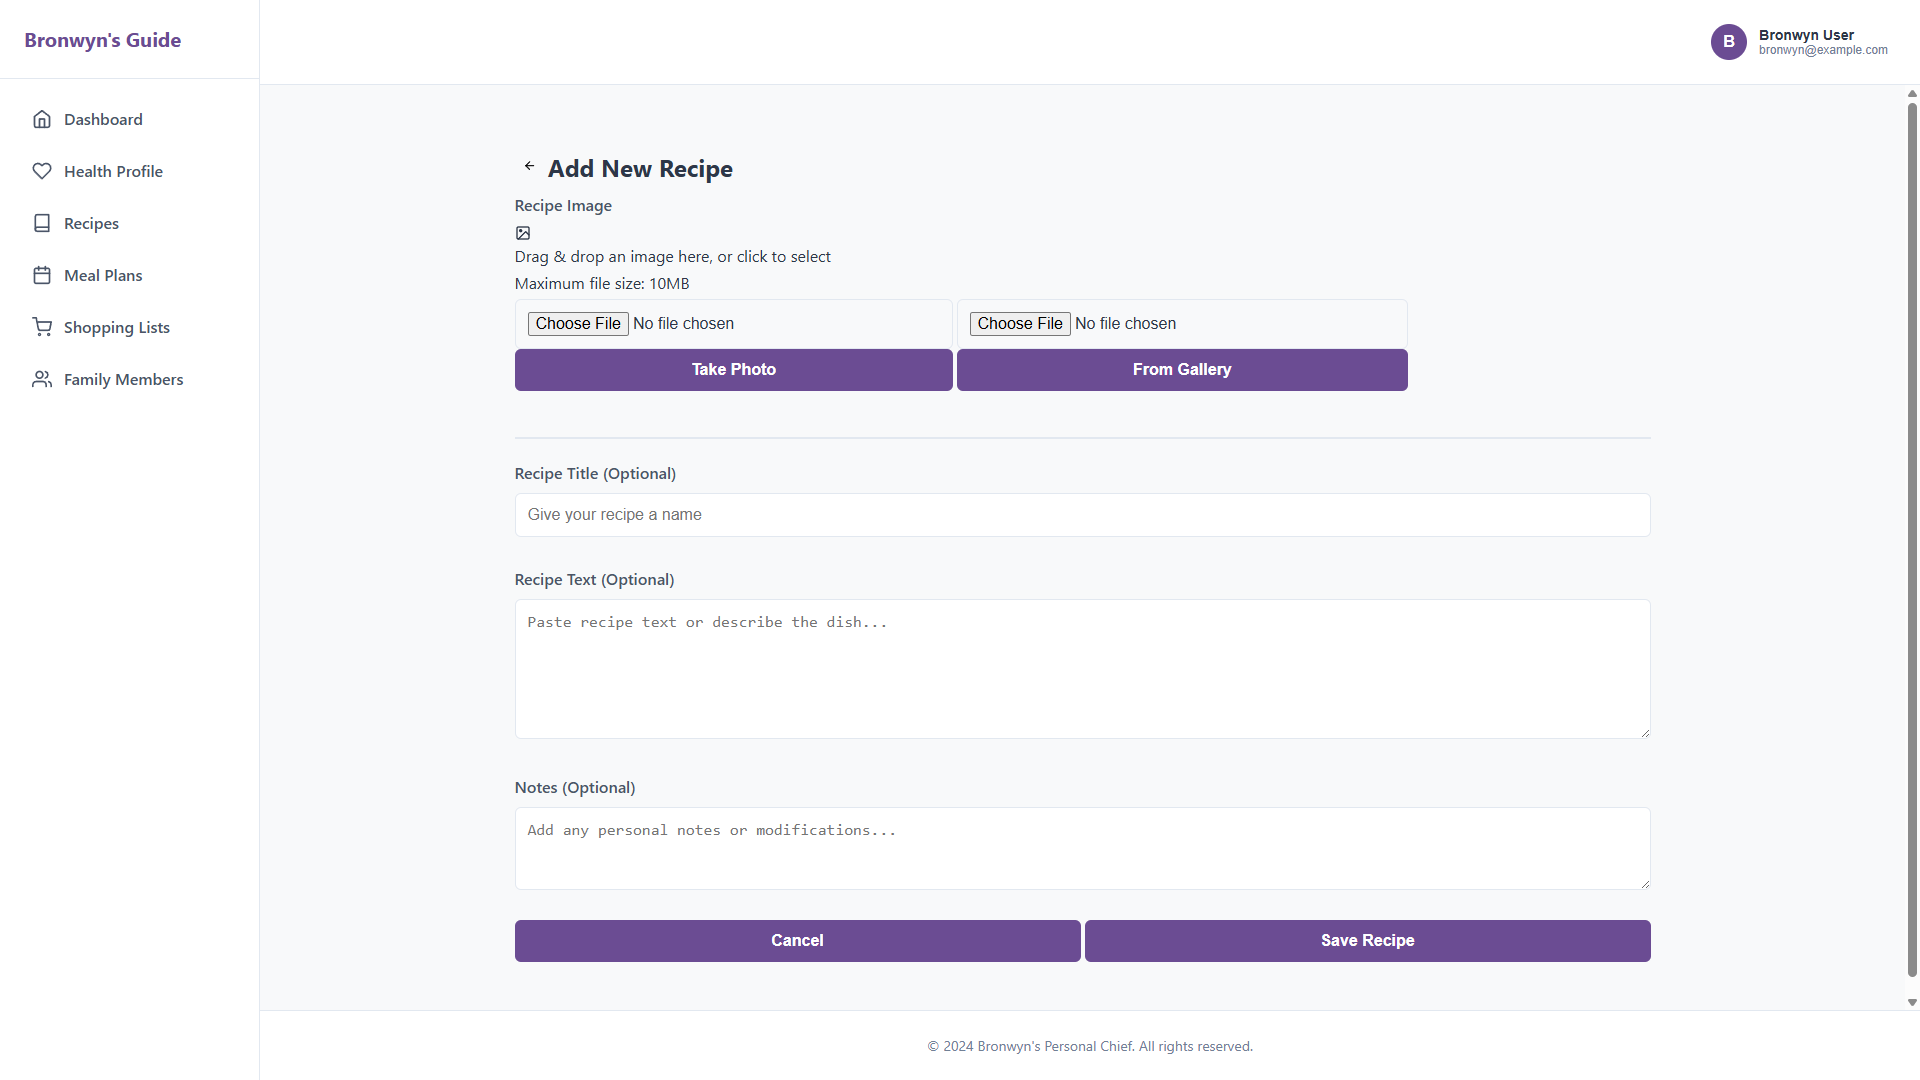 Bronwyn's Guide
B
Bronwyn User
bronwyn@example.com
Dashboard
Health Profile
Recipes
Meal Plans
Shopping Lists
Family Members
Add New Recipe
Recipe Image
Drag & drop an image here, or click to select
Maximum file size: 10MB
Choose File No file chosen
Choose File No file chosen
Take Photo
From Gallery
Recipe Title (Optional)
Give your recipe a name
Recipe Text (Optional)
Paste recipe text or describe the dish...
Notes (Optional)
Add any personal notes or modifications...
Cancel
Save Recipe
© 2024 Bronwyn's Personal Chief. All rights reserved.